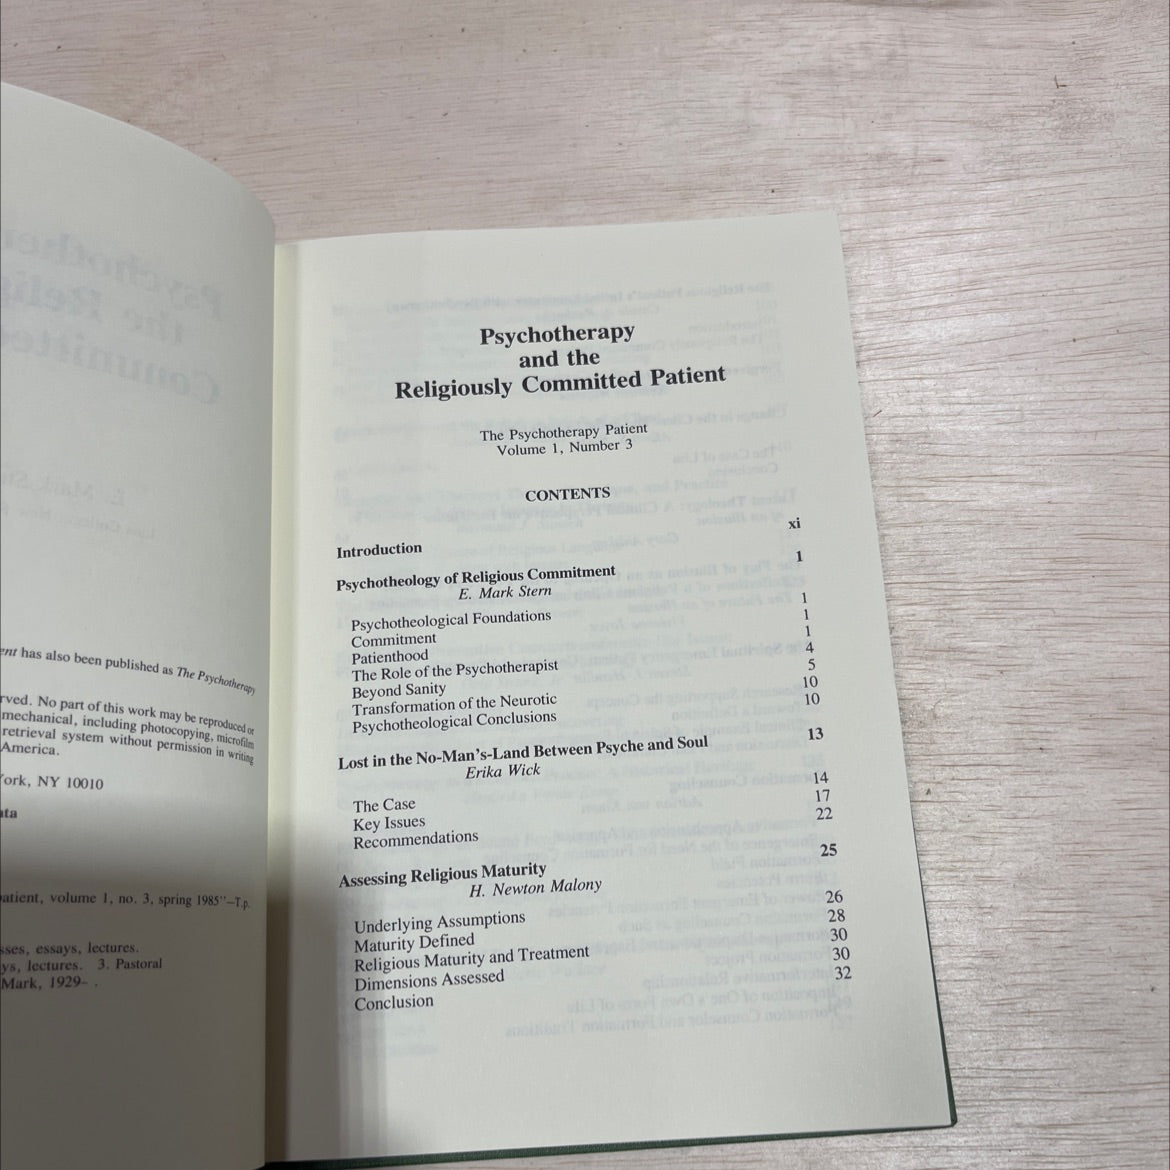 ent has also been published as The Psychotherapy
rved. No part of this work may be reproduced or
mechanical, including photocopying, microfilm
retrieval system without permission in writing
America.
York, NY 10010
patient, volume 1, no. 3, spring 1985"—T.p.
essays, lectures.
lectures. 3. Pastoral
Mark, 1929- .
Psychotherapy
and the
Religiously Committed Patient
The Psychotherapy Patient
Volume 1, Number 3
CONTENTS
Introduction xi
Psychotheology of Religious Commitment 1
E. Mark Stern
Psychotheological Foundations 1
Commitment 1
Patienthood 1
The Role of the Psychotherapist 4
Beyond Sanity 5
Transformation of the Neurotic 10
Psychotheological Conclusions 10
Lost in the No-Man's-Land Between Psyche and Soul 13
Erika Wick
The Case 14
Key Issues 17
Recommendations 22
Assessing Religious Maturity 25
H. Newton Malony
Underlying Assumptions 26
Maturity Defined 28
Religious Maturity and Treatment 30
Dimensions Assessed 30
Conclusion 32